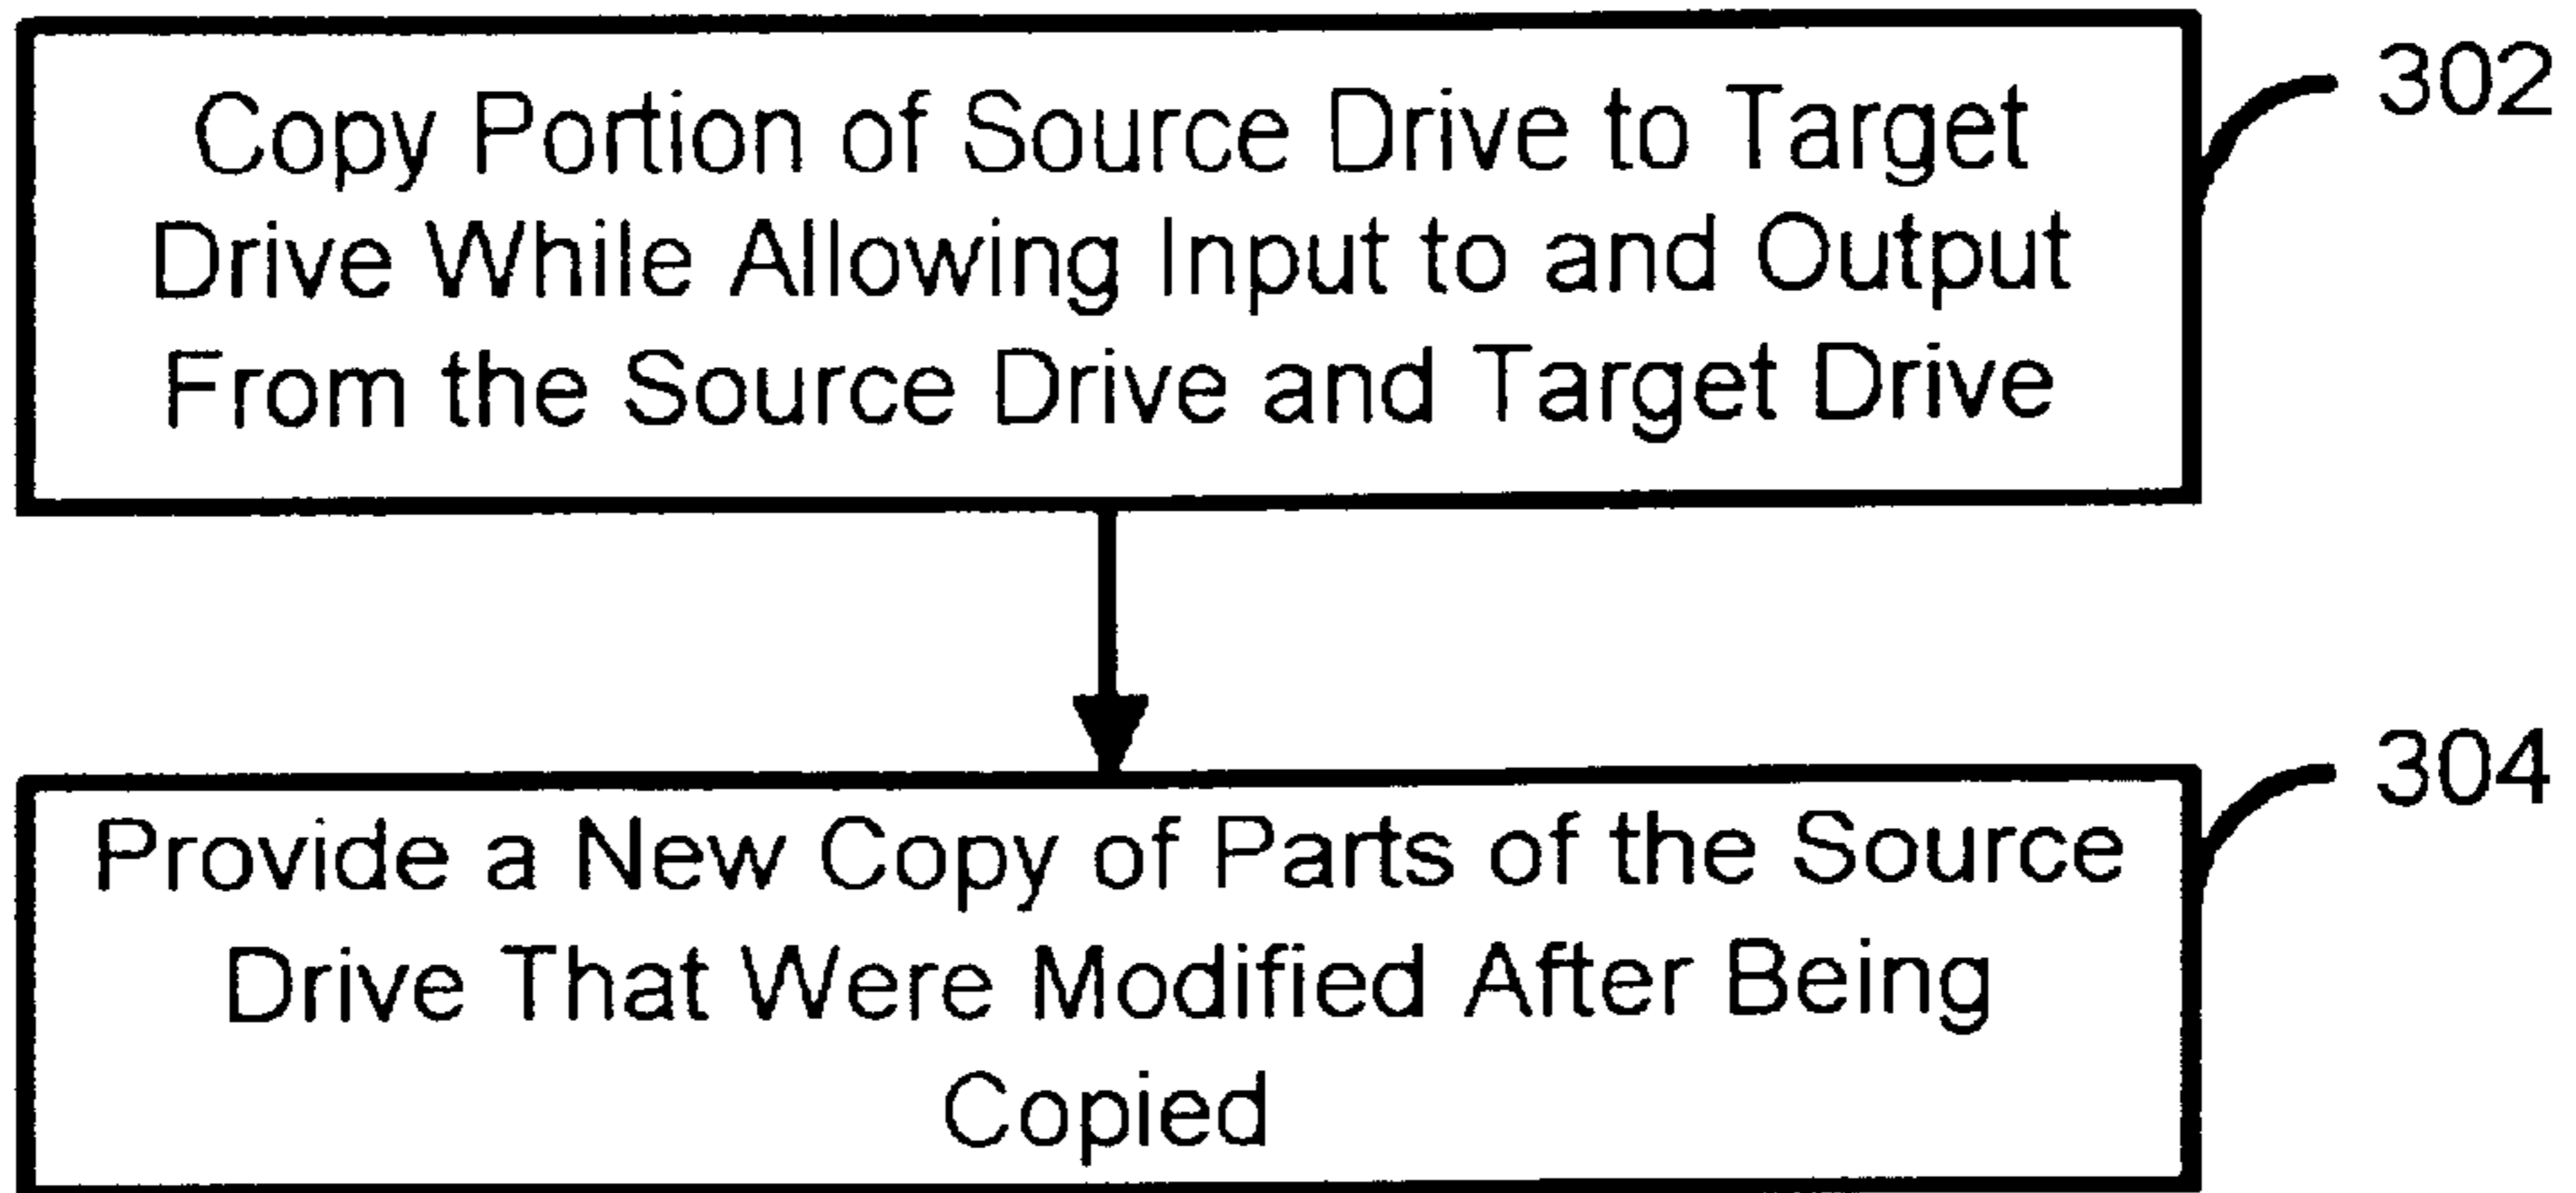 Copy Portion of Source Drive to Target
Drive While Allowing Input to and Output
From the Source Drive and Target Drive
302
Provide a New Copy of Parts of the Source
Drive That Were Modified After Being
Copied
304